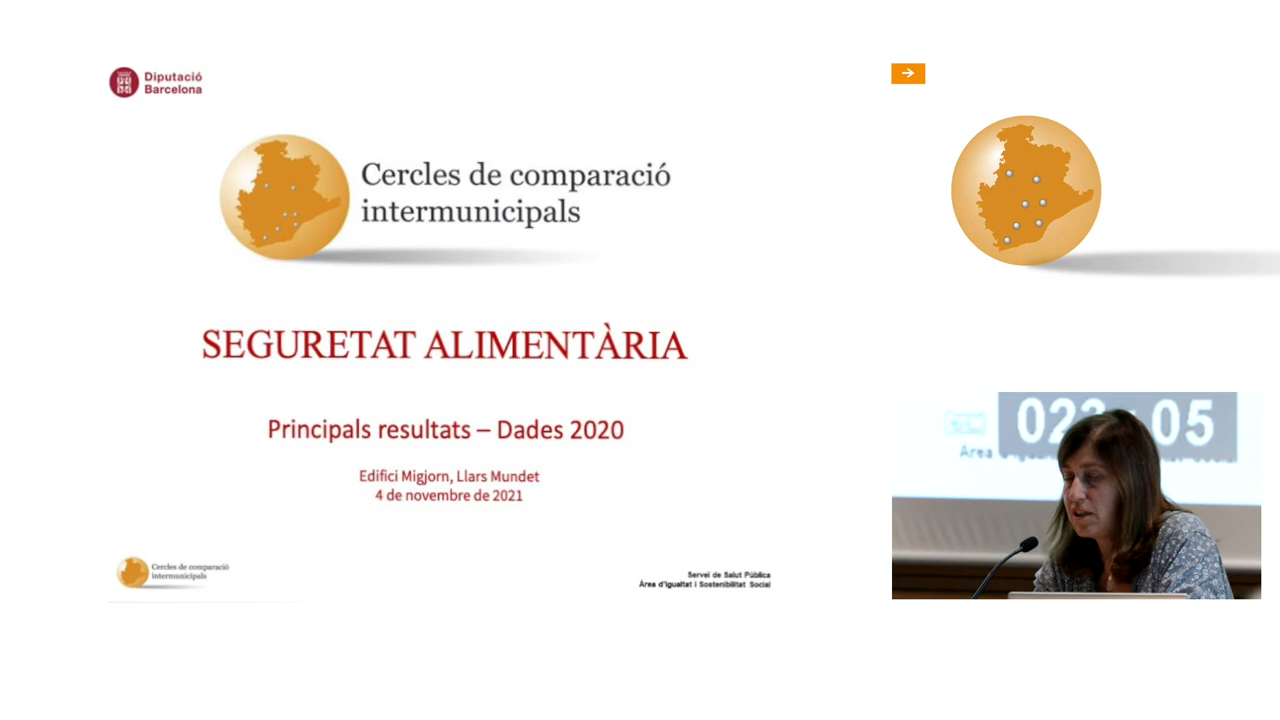 Diputació
Barcelona
Cercles de comparació
intermunicipals
SEGURETAT ALIMENTÀRIA
Principals resultats – Dades 2020
Edifici Migjorn, Llars Mundet
4 de novembre de 2021
Cercles de comparació
intermunicipals
Servei de Salut Pública
Àrea d'Igualtat i Sostenibilitat Social
05
Àrea